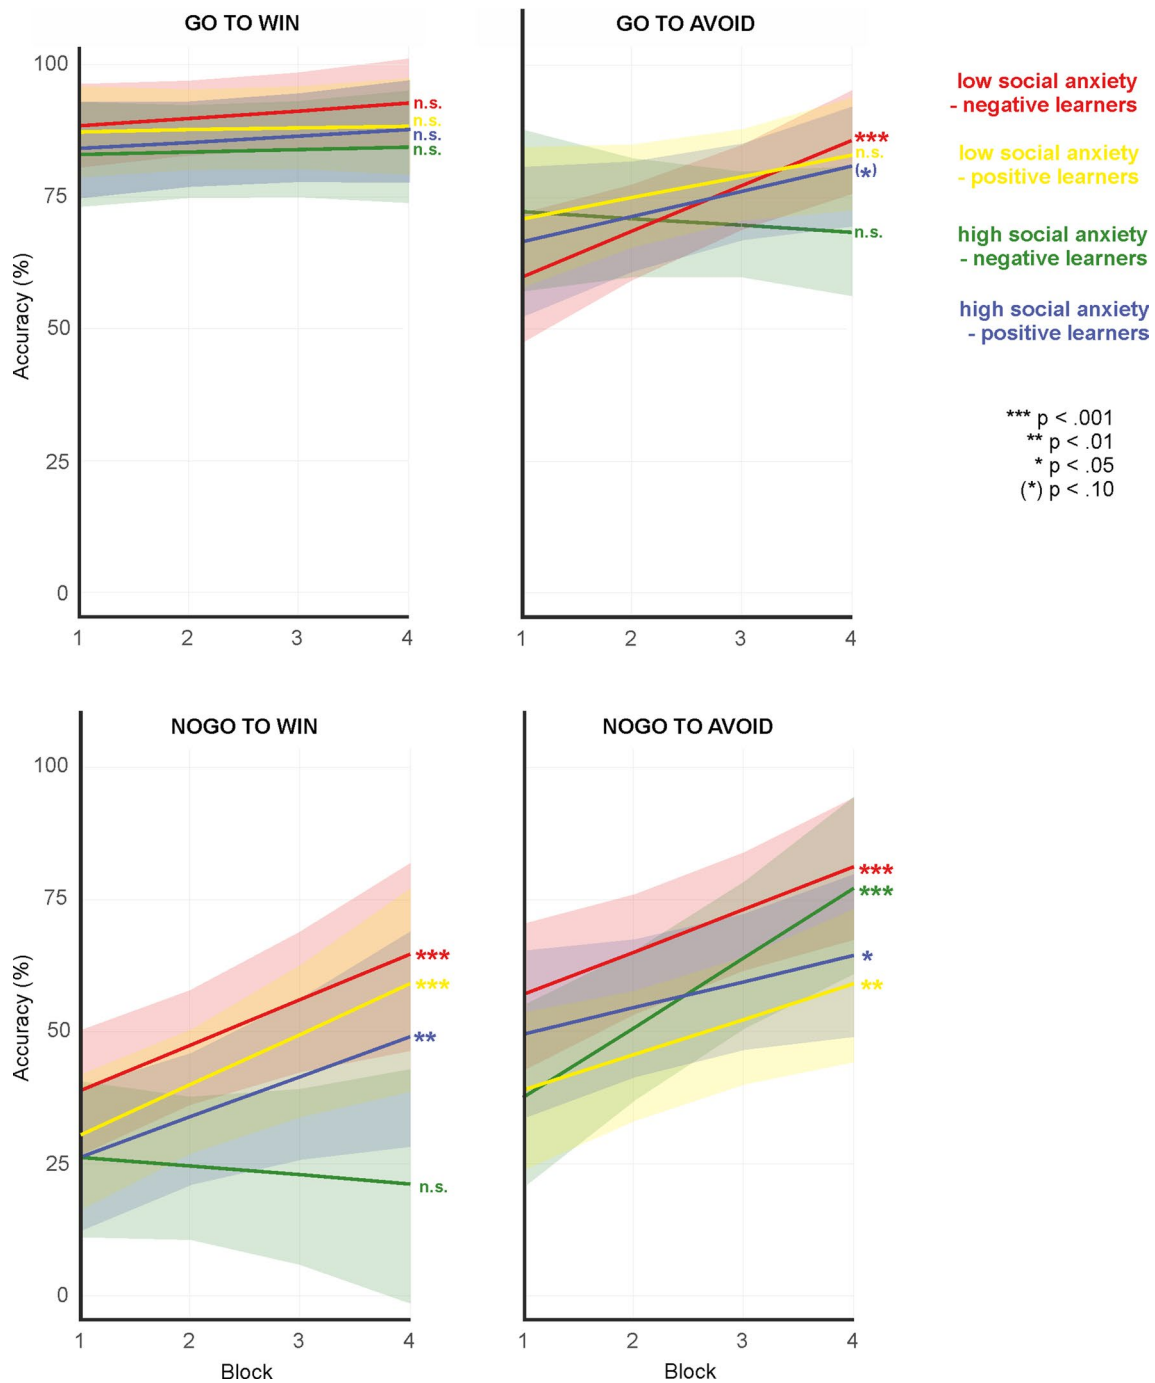 GO TO WIN
GO TO AVOID
100
75
50
25
0
Accuracy (%)
n.s.
n.s.
n.s.
n.s.
1 2 3 4
***
n.s.
(*)
n.s.
1 2 3 4
low social anxiety
- negative learners
low social anxiety
- positive learners
high social anxiety
- negative learners
high social anxiety
- positive learners
*** p < .001
** p < .01
* p < .05
(*) p < .10
NOGO TO WIN
NOGO TO AVOID
100
75
50
25
0
Accuracy (%)
***
***
**
n.s.
1 2 3 4
Block
***
***
*
**
1 2 3 4
Block